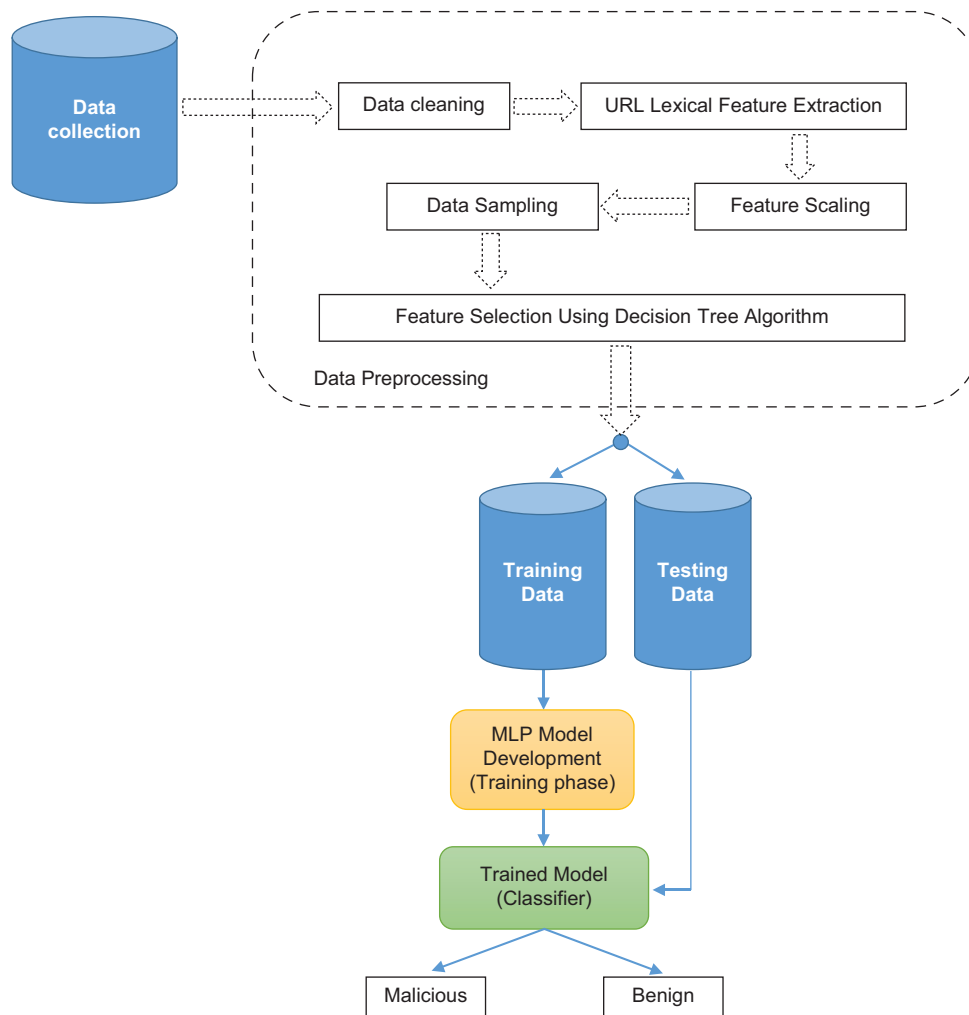 Data
collection
Data cleaning
URL Lexical Feature Extraction
Data Sampling
Feature Scaling
Feature Selection Using Decision Tree Algorithm
Data Preprocessing
Training
Data
Testing
Data
MLP Model
Development
(Training phase)
Trained Model
(Classifier)
Malicious
Benign